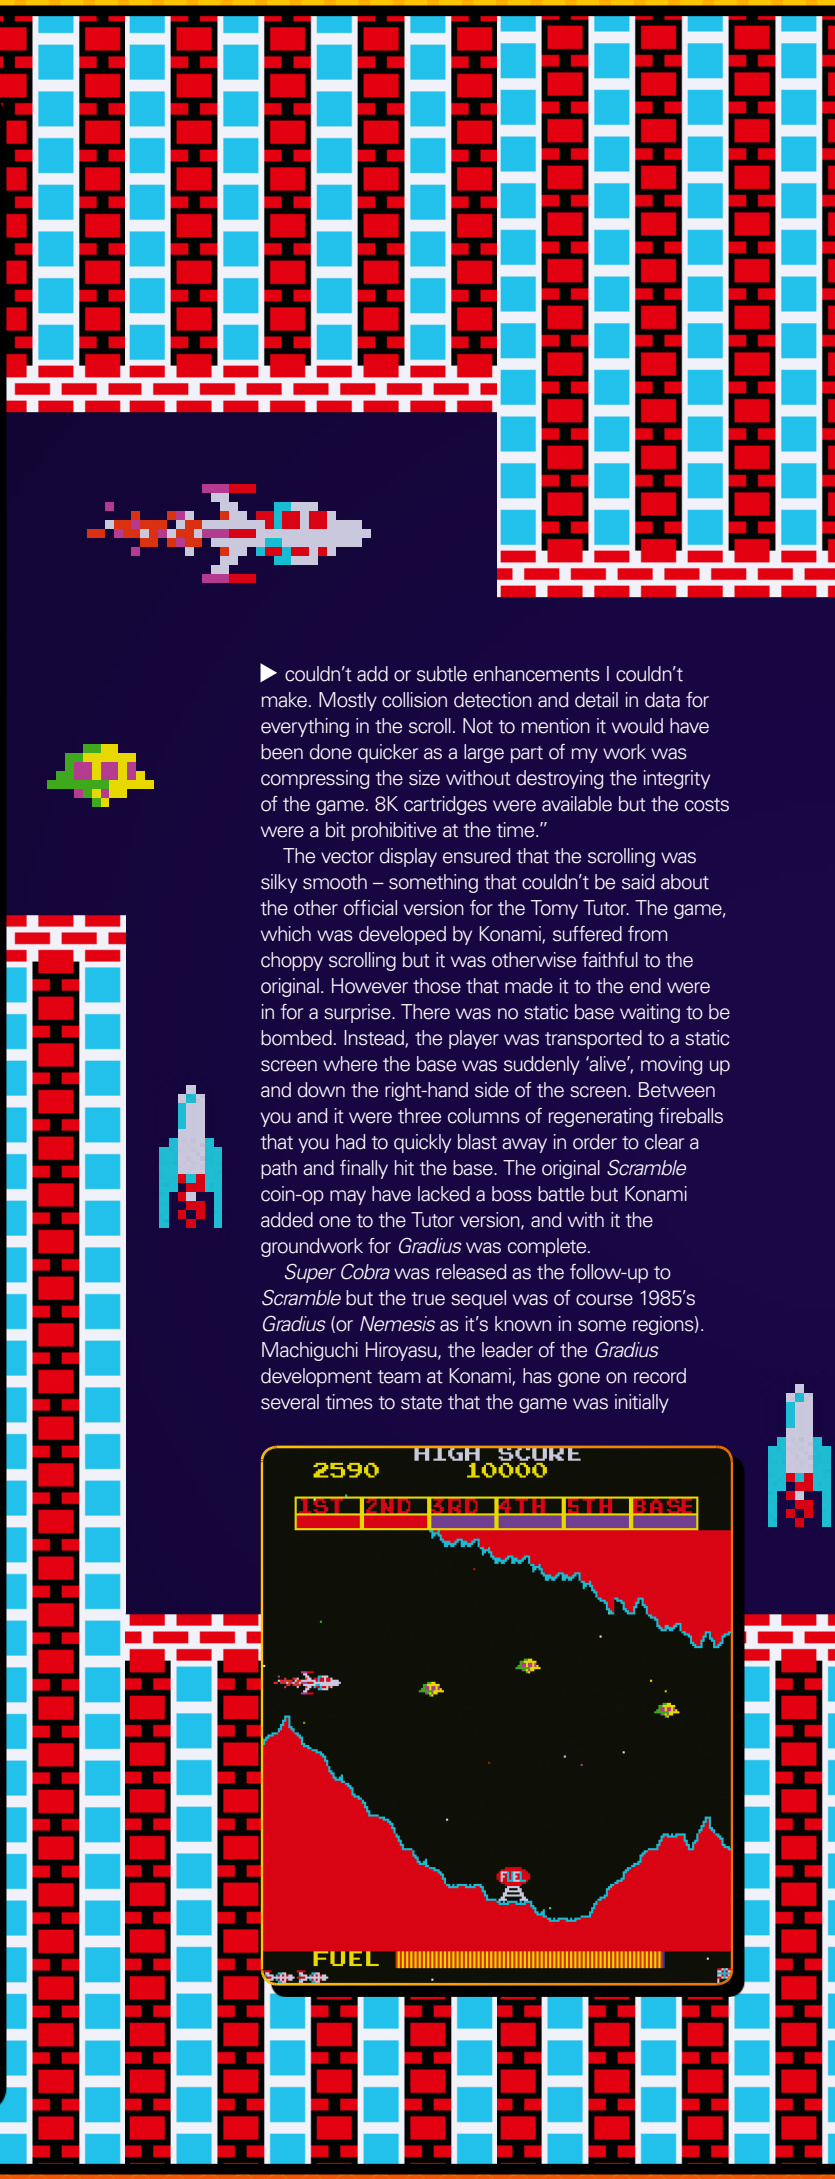 couldn't add or subtle enhancements I couldn't
make. Mostly collision detection and detail in data for
everything in the scroll. Not to mention it would have
been done quicker as a large part of my work was
compressing the size without destroying the integrity
of the game. 8K cartridges were available but the costs
were a bit prohibitive at the time.”
The vector display ensured that the scrolling was
silky smooth – something that couldn't be said about
the other official version for the Tomy Tutor. The game,
which was developed by Konami, suffered from
choppy scrolling but it was otherwise faithful to the
original. However those that made it to the end were
in for a surprise. There was no static base waiting to be
bombed. Instead, the player was transported to a static
screen where the base was suddenly ‘alive’, moving up
and down the right-hand side of the screen. Between
you and it were three columns of regenerating fireballs
that you had to quickly blast away in order to clear a
path and finally hit the base. The original Scramble
coin-op may have lacked a boss battle but Konami
added one to the Tutor version, and with it the
groundwork for Gradius was complete.
Super Cobra was released as the follow-up to
Scramble but the true sequel was of course 1985's
Gradius (or Nemesis as it's known in some regions).
Machiguchi Hiroyasu, the leader of the Gradius
development team at Konami, has gone on record
several times to state that the game was initially
HIGH SCORE
2590 10000
1ST 2ND 3RD 4TH 5TH BASE
FUEL
FUEL